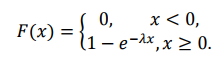 F(x) = { 0, x < 0,
1 − e^{−λx}, x ≥ 0.